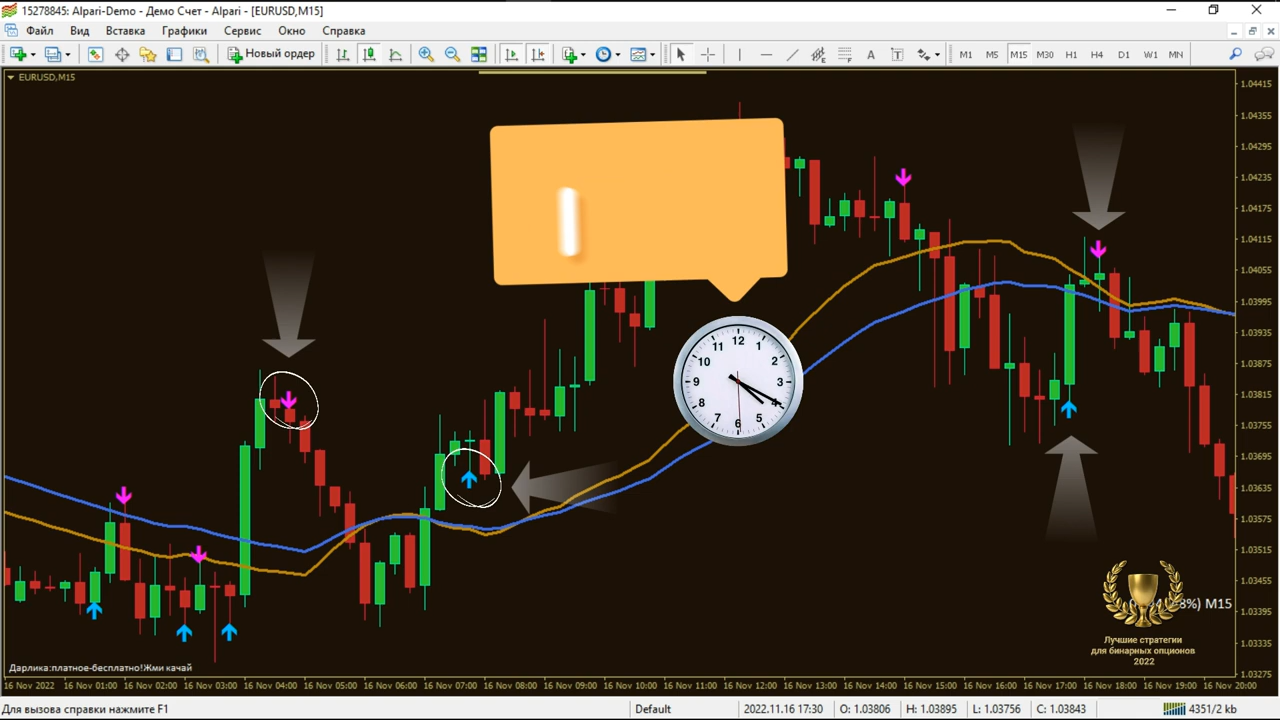 15278845: Alpari-Demo - Демо Счет - Alpari - [EURUSD,M15]
Файл Вид Вставка Графики Сервис Окно Справка
Новый ордер A T M1 M5 M15 M30 H1 H4 D1 W1 MN
EURUSD,M15
1.04415
1.04355
1.04295
1.04235
1.04175
1.04115
1.04055
1.03995
1.03935
1.03875
1.03815
1.03755
1.03695
1.03635
1.03575
1.03515
1.03455
1.03395
1.03335
1.03275
12 1 2 3 4 5 6 7 8 9 10 11
8%) M15
Лучшие стратегии
для бинарных опционов
2022
Дарлика:платное-бесплатно!Жми качай
16 Nov 2022 16 Nov 01:00 16 Nov 02:00 16 Nov 03:00 16 Nov 04:00 16 Nov 05:00 16 Nov 06:00 16 Nov 07:00 16 Nov 08:00 16 Nov 09:00 16 Nov 10:00 16 Nov 11:00 16 Nov 12:00 16 Nov 13:00 16 Nov 14:00 16 Nov 15:00 16 Nov 16:00 16 Nov 17:00 16 Nov 18:00 16 Nov 19:00 16 Nov 20:00
Для вызова справки нажмите F1 Default 2022.11.16 17:30 O: 1.03806 H: 1.03895 L: 1.03756 C: 1.03843 4351/2 kb